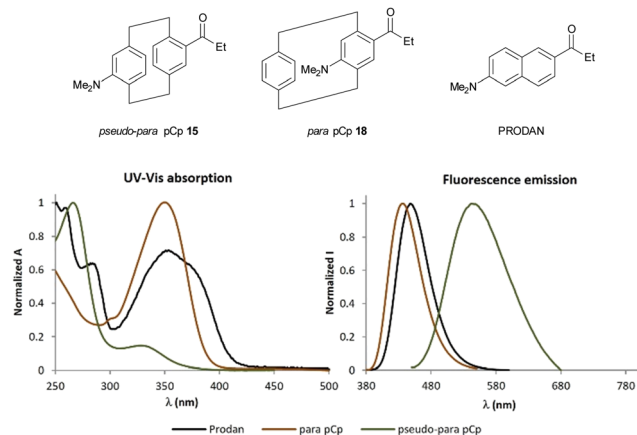 O
Et
Me₂N
pseudo-para pCp 15
O
Et
NMe₂
para pCp 18
O
Et
Me₂N
PRODAN
UV-Vis absorption
Normalized A
1
0.8
0.6
0.4
0.2
0
250 300 350 400 450 500
λ (nm)
Fluorescence emission
Normalized I
1
0.8
0.6
0.4
0.2
0
380 480 580 680 780
λ (nm)
Prodan para pCp pseudo-para pCp